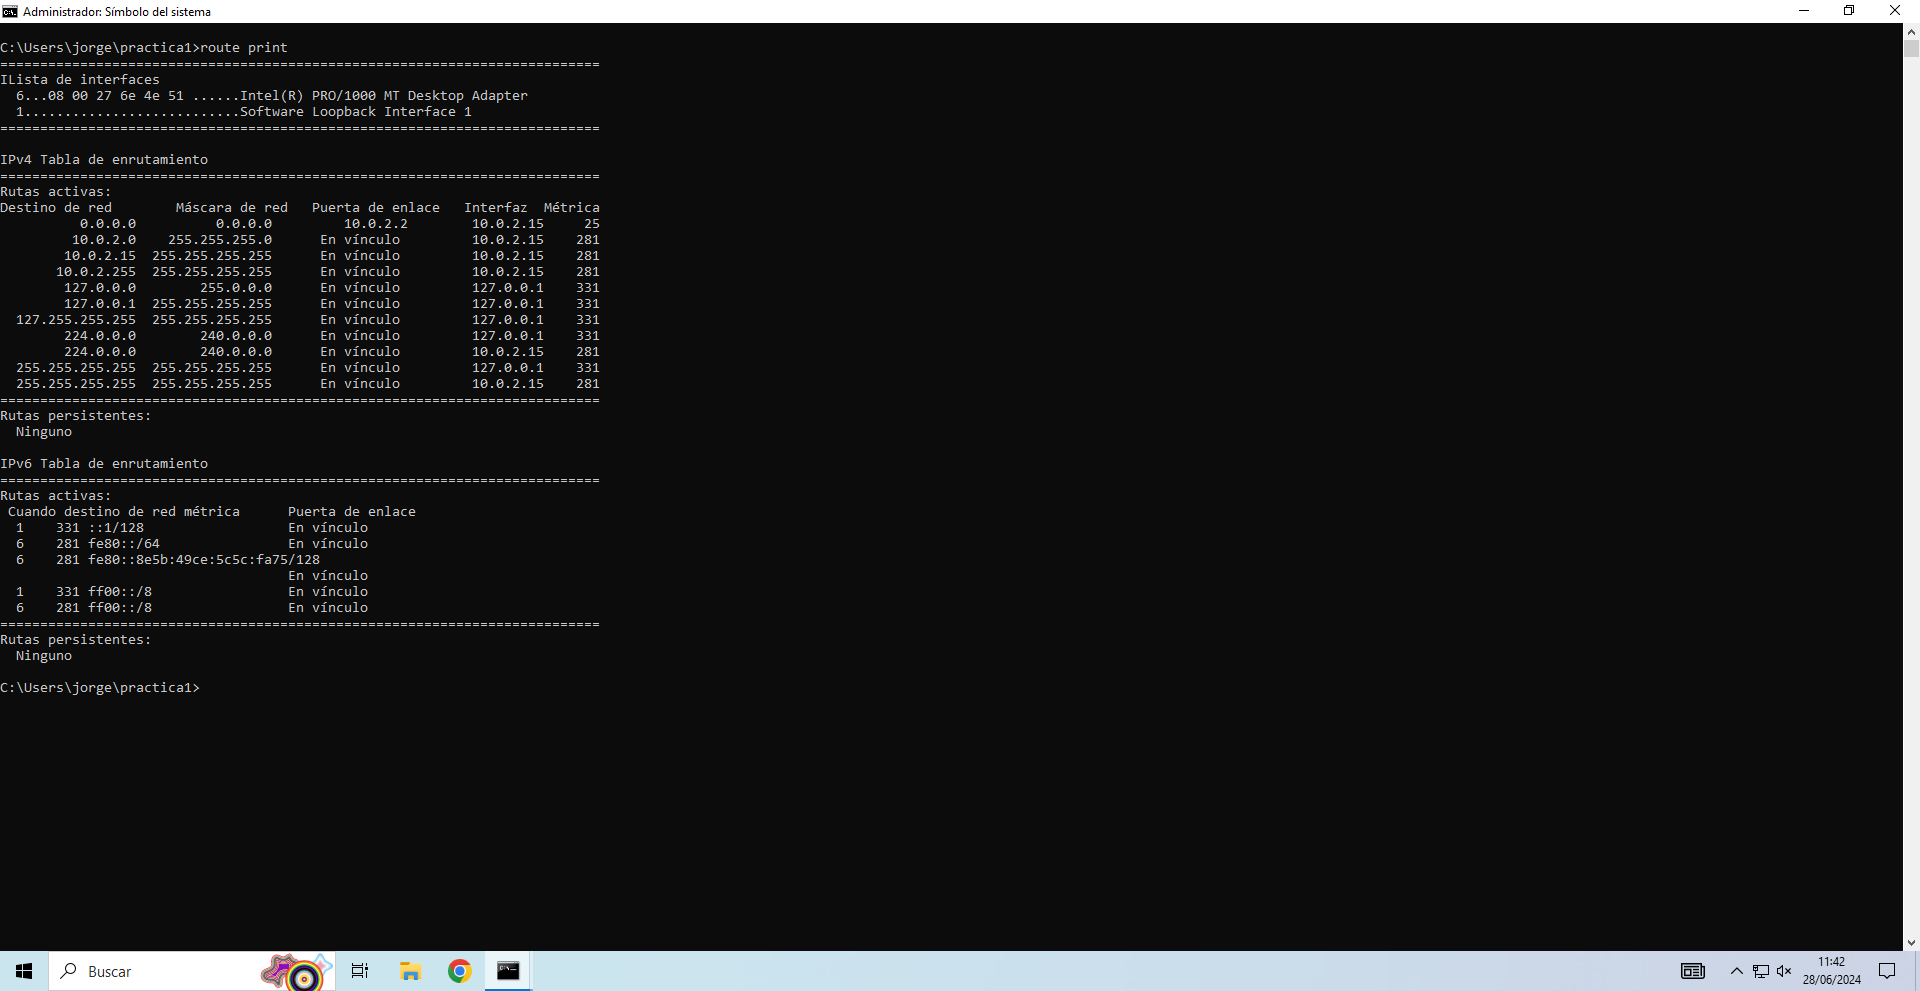 Administrador: Símbolo del sistema
C:\Users\jorge\practica1>route print
===========================================================================
ILista de interfaces
  6...08 00 27 6e 4e 51 ......Intel(R) PRO/1000 MT Desktop Adapter
  1...........................Software Loopback Interface 1
===========================================================================
IPv4 Tabla de enrutamiento
===========================================================================
Rutas activas:
Destino de red        Máscara de red   Puerta de enlace   Interfaz  Métrica
          0.0.0.0          0.0.0.0         10.0.2.2        10.0.2.15     25
         10.0.2.0    255.255.255.0      En vínculo         10.0.2.15    281
        10.0.2.15  255.255.255.255      En vínculo         10.0.2.15    281
       10.0.2.255  255.255.255.255      En vínculo         10.0.2.15    281
        127.0.0.0        255.0.0.0      En vínculo         127.0.0.1    331
        127.0.0.1  255.255.255.255      En vínculo         127.0.0.1    331
  127.255.255.255  255.255.255.255      En vínculo         127.0.0.1    331
        224.0.0.0        240.0.0.0      En vínculo         127.0.0.1    331
        224.0.0.0        240.0.0.0      En vínculo         10.0.2.15    281
  255.255.255.255  255.255.255.255      En vínculo         127.0.0.1    331
  255.255.255.255  255.255.255.255      En vínculo         10.0.2.15    281
===========================================================================
Rutas persistentes:
  Ninguno
IPv6 Tabla de enrutamiento
===========================================================================
Rutas activas:
 Cuando destino de red métrica      Puerta de enlace
  1    331 ::1/128                  En vínculo
  6    281 fe80::/64                En vínculo
  6    281 fe80::8e5b:49ce:5c5c:fa75/128
                                    En vínculo
  1    331 ff00::/8                 En vínculo
  6    281 ff00::/8                 En vínculo
===========================================================================
Rutas persistentes:
  Ninguno
C:\Users\jorge\practica1>
Buscar
11:42
28/06/2024